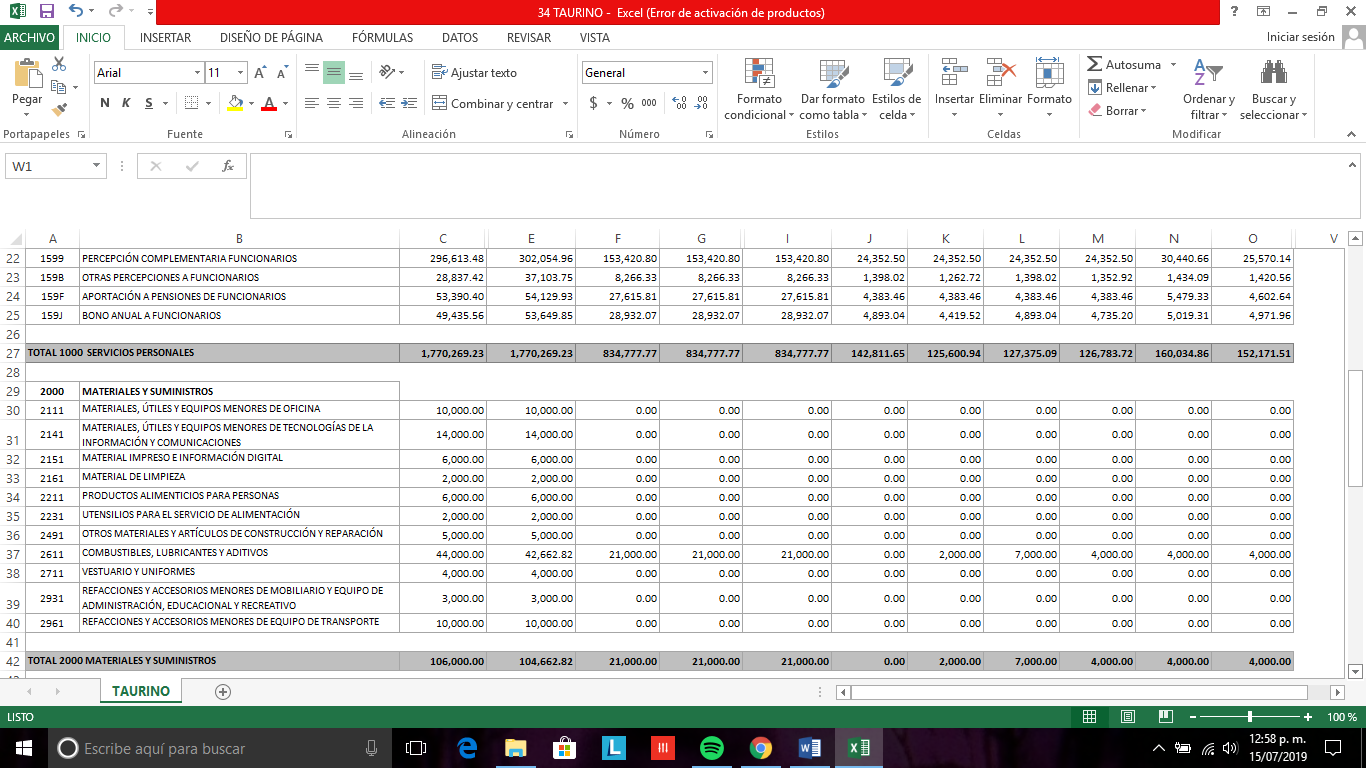 34 TAURINO - Excel (Error de activación de productos)
ARCHIVO INICIO INSERTAR DISEÑO DE PÁGINA FÓRMULAS DATOS REVISAR VISTA Iniciar sesión
Pegar Arial 11 Ajustar texto General Formato condicional Dar formato como tabla Estilos de celda Insertar Eliminar Formato Autosuma Rellenar Borrar Ordenar y filtrar Buscar y seleccionar
N K S Combinar y centrar $ % 000
Portapapeles Fuente Alineación Número Estilos Celdas Modificar
W1 fx
A B C E F G I J K L M N O V
22 1599 PERCEPCIÓN COMPLEMENTARIA FUNCIONARIOS 296,613.48 302,054.96 153,420.80 153,420.80 153,420.80 24,352.50 24,352.50 24,352.50 24,352.50 30,440.66 25,570.14
23 159B OTRAS PERCEPCIONES A FUNCIONARIOS 28,837.42 37,103.75 8,266.33 8,266.33 8,266.33 1,398.02 1,262.72 1,398.02 1,352.92 1,434.09 1,420.56
24 159F APORTACIÓN A PENSIONES DE FUNCIONARIOS 53,390.40 54,129.93 27,615.81 27,615.81 27,615.81 4,383.46 4,383.46 4,383.46 4,383.46 5,479.33 4,602.64
25 159J BONO ANUAL A FUNCIONARIOS 49,435.56 53,649.85 28,932.07 28,932.07 28,932.07 4,893.04 4,419.52 4,893.04 4,735.20 5,019.31 4,971.96
26
27 TOTAL 1000 SERVICIOS PERSONALES 1,770,269.23 1,770,269.23 834,777.77 834,777.77 834,777.77 142,811.65 125,600.94 127,375.09 126,783.72 160,034.86 152,171.51
28
29 2000 MATERIALES Y SUMINISTROS
30 2111 MATERIALES, ÚTILES Y EQUIPOS MENORES DE OFICINA 10,000.00 10,000.00 0.00 0.00 0.00 0.00 0.00 0.00 0.00 0.00 0.00
31 2141 MATERIALES, ÚTILES Y EQUIPOS MENORES DE TECNOLOGÍAS DE LA
INFORMACIÓN Y COMUNICACIONES 14,000.00 14,000.00 0.00 0.00 0.00 0.00 0.00 0.00 0.00 0.00 0.00
32 2151 MATERIAL IMPRESO E INFORMACIÓN DIGITAL 6,000.00 6,000.00 0.00 0.00 0.00 0.00 0.00 0.00 0.00 0.00 0.00
33 2161 MATERIAL DE LIMPIEZA 2,000.00 2,000.00 0.00 0.00 0.00 0.00 0.00 0.00 0.00 0.00 0.00
34 2211 PRODUCTOS ALIMENTICIOS PARA PERSONAS 6,000.00 6,000.00 0.00 0.00 0.00 0.00 0.00 0.00 0.00 0.00 0.00
35 2231 UTENSILIOS PARA EL SERVICIO DE ALIMENTACIÓN 2,000.00 2,000.00 0.00 0.00 0.00 0.00 0.00 0.00 0.00 0.00 0.00
36 2491 OTROS MATERIALES Y ARTÍCULOS DE CONSTRUCCIÓN Y REPARACIÓN 5,000.00 5,000.00 0.00 0.00 0.00 0.00 0.00 0.00 0.00 0.00 0.00
37 2611 COMBUSTIBLES, LUBRICANTES Y ADITIVOS 44,000.00 42,662.82 21,000.00 21,000.00 21,000.00 0.00 2,000.00 7,000.00 4,000.00 4,000.00 4,000.00
38 2711 VESTUARIO Y UNIFORMES 4,000.00 4,000.00 0.00 0.00 0.00 0.00 0.00 0.00 0.00 0.00 0.00
39 2931 REFACCIONES Y ACCESORIOS MENORES DE MOBILIARIO Y EQUIPO DE
ADMINISTRACIÓN, EDUCACIONAL Y RECREATIVO 3,000.00 3,000.00 0.00 0.00 0.00 0.00 0.00 0.00 0.00 0.00 0.00
40 2961 REFACCIONES Y ACCESORIOS MENORES DE EQUIPO DE TRANSPORTE 10,000.00 10,000.00 0.00 0.00 0.00 0.00 0.00 0.00 0.00 0.00 0.00
41
42 TOTAL 2000 MATERIALES Y SUMINISTROS 106,000.00 104,662.82 21,000.00 21,000.00 21,000.00 0.00 2,000.00 7,000.00 4,000.00 4,000.00 4,000.00
TAURINO
LISTO 100 %
Escribe aquí para buscar 12:58 p. m.
15/07/2019